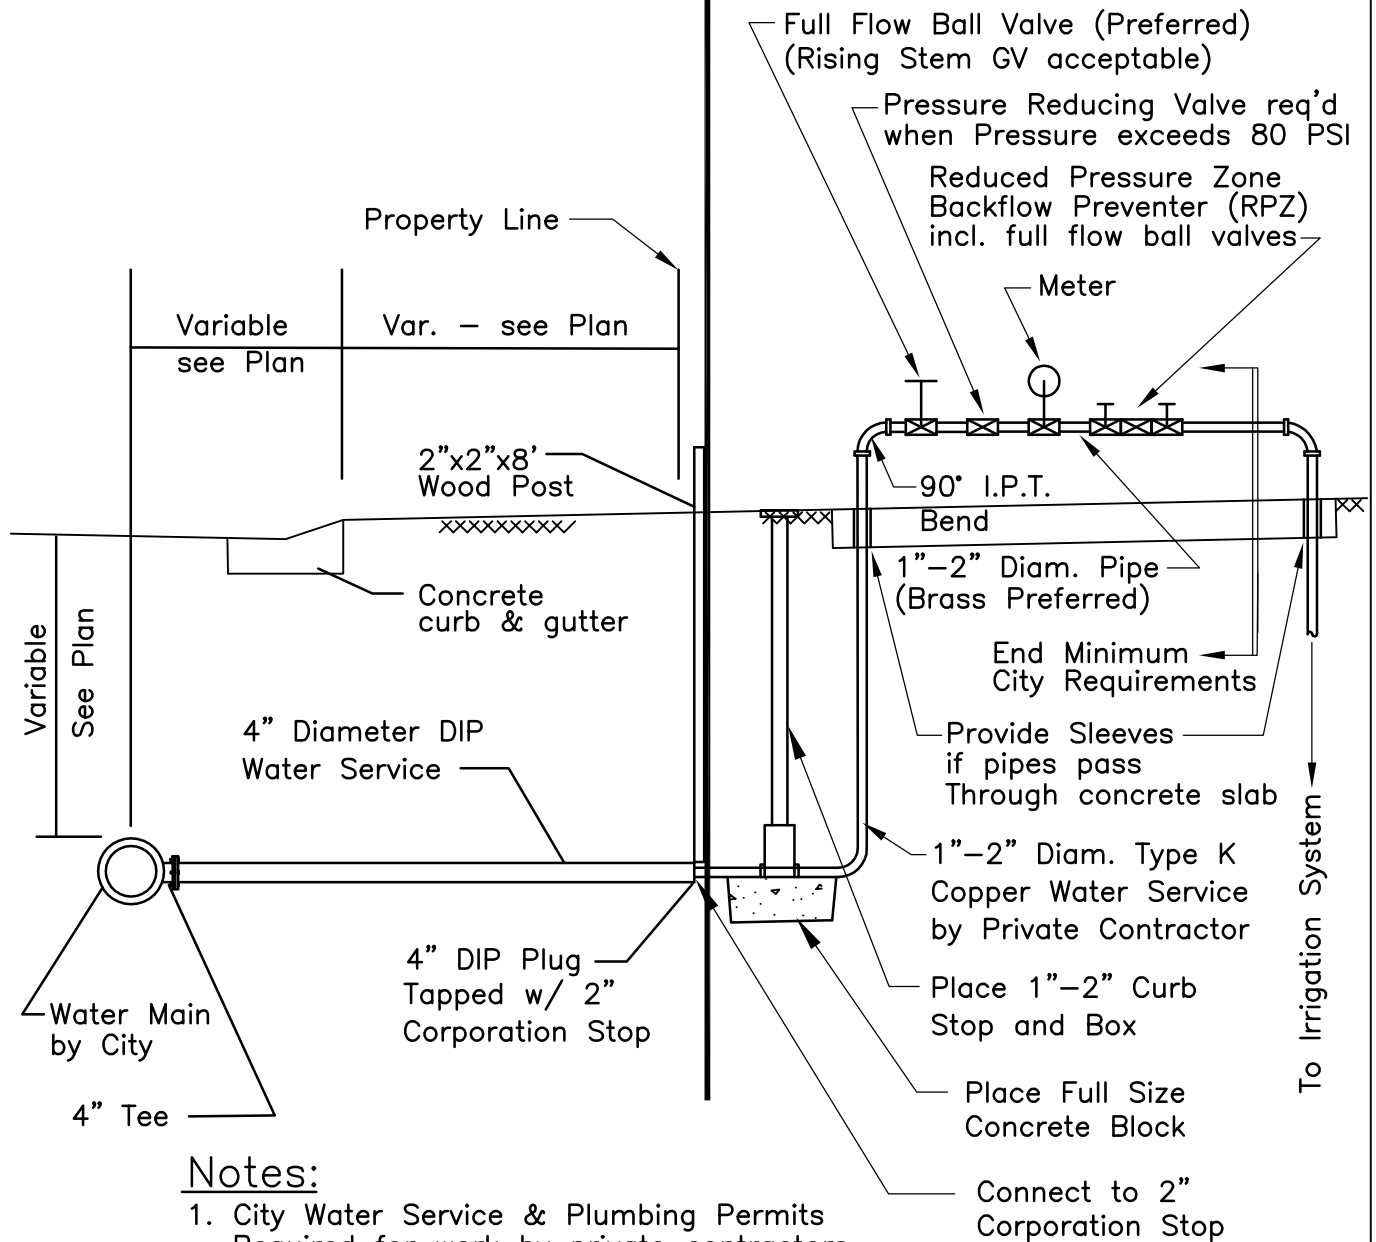 Full Flow Ball Valve (Preferred)
(Rising Stem GV acceptable)
Pressure Reducing Valve req'd
when Pressure exceeds 80 PSI
Reduced Pressure Zone
Backflow Preventer (RPZ)
incl. full flow ball valves
Meter
Property Line
Variable
see Plan
Var. – see Plan
2"x2"x8'
Wood Post
90° I.P.T.
Bend
1"–2" Diam. Pipe
(Brass Preferred)
Concrete
curb & gutter
Variable
See Plan
End Minimum
City Requirements
4" Diameter DIP
Water Service
Provide Sleeves
if pipes pass
Through concrete slab
1"–2" Diam. Type K
Copper Water Service
by Private Contractor
To Irrigation System
4" DIP Plug
Tapped w/ 2"
Corporation Stop
Place 1"–2" Curb
Stop and Box
Water Main
by City
4" Tee
Place Full Size
Concrete Block
Connect to 2"
Corporation Stop
Notes:
1. City Water Service & Plumbing Permits
Required for work by private contractors